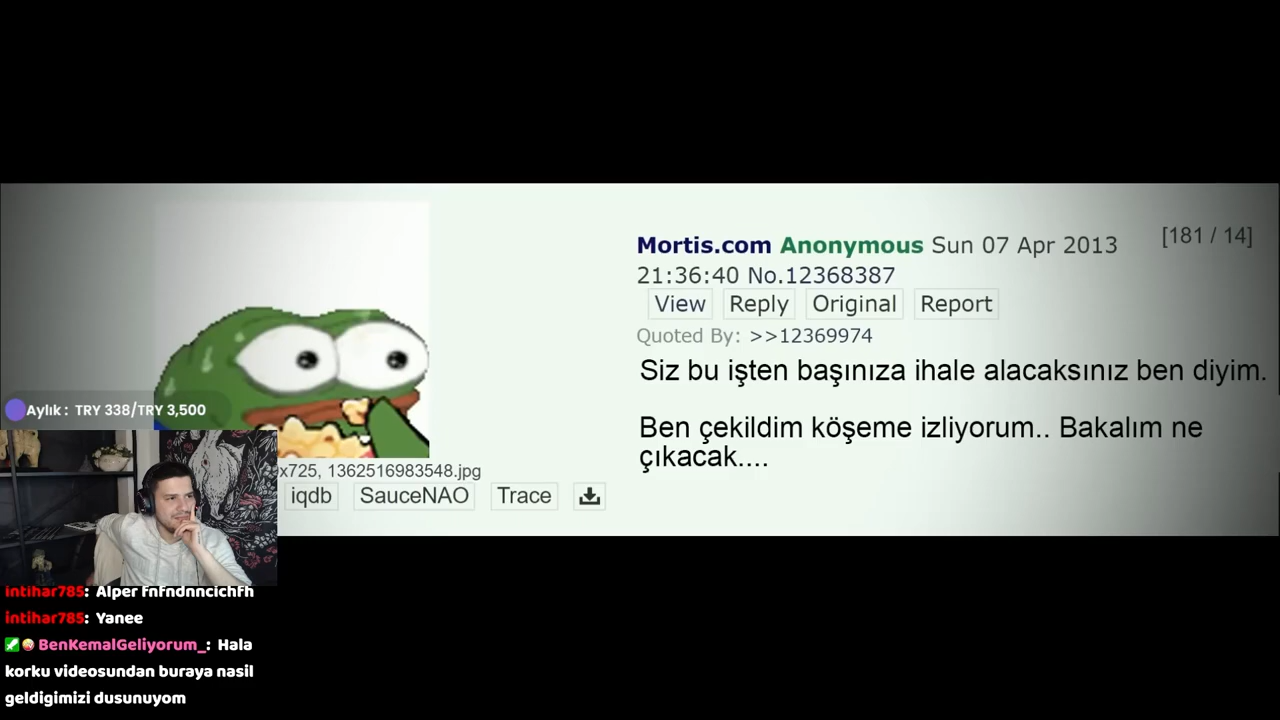 Mortis.com Anonymous Sun 07 Apr 2013
[181 / 14]
21:36:40 No.12368387
View Reply Original Report
Quoted By: >>12369974
Siz bu işten başınıza ihale alacaksınız ben diyim.
Ben çekildim köşeme izliyorum.. Bakalım ne
çıkacak....
x725, 1362516983548.jpg
iqdb SauceNAO Trace
Aylık : TRY 338/TRY 3,500
intihar785: Alper fnfndnncichfh
intihar785: Yanee
BenKemalGeliyorum_: Hala
korku videosundan buraya nasil
geldigimizi dusunuyom